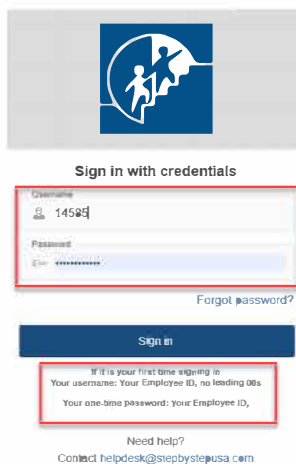 Sign in with credentials
Username
14585
Password
••••••••••••
Forgot password?
Sign in
If it is your first time signing in
Your username: Your Employee ID, no leading 00s
Your one-time password: your Employee ID,
Need help?
Contact helpdesk@stepbystepusa.com